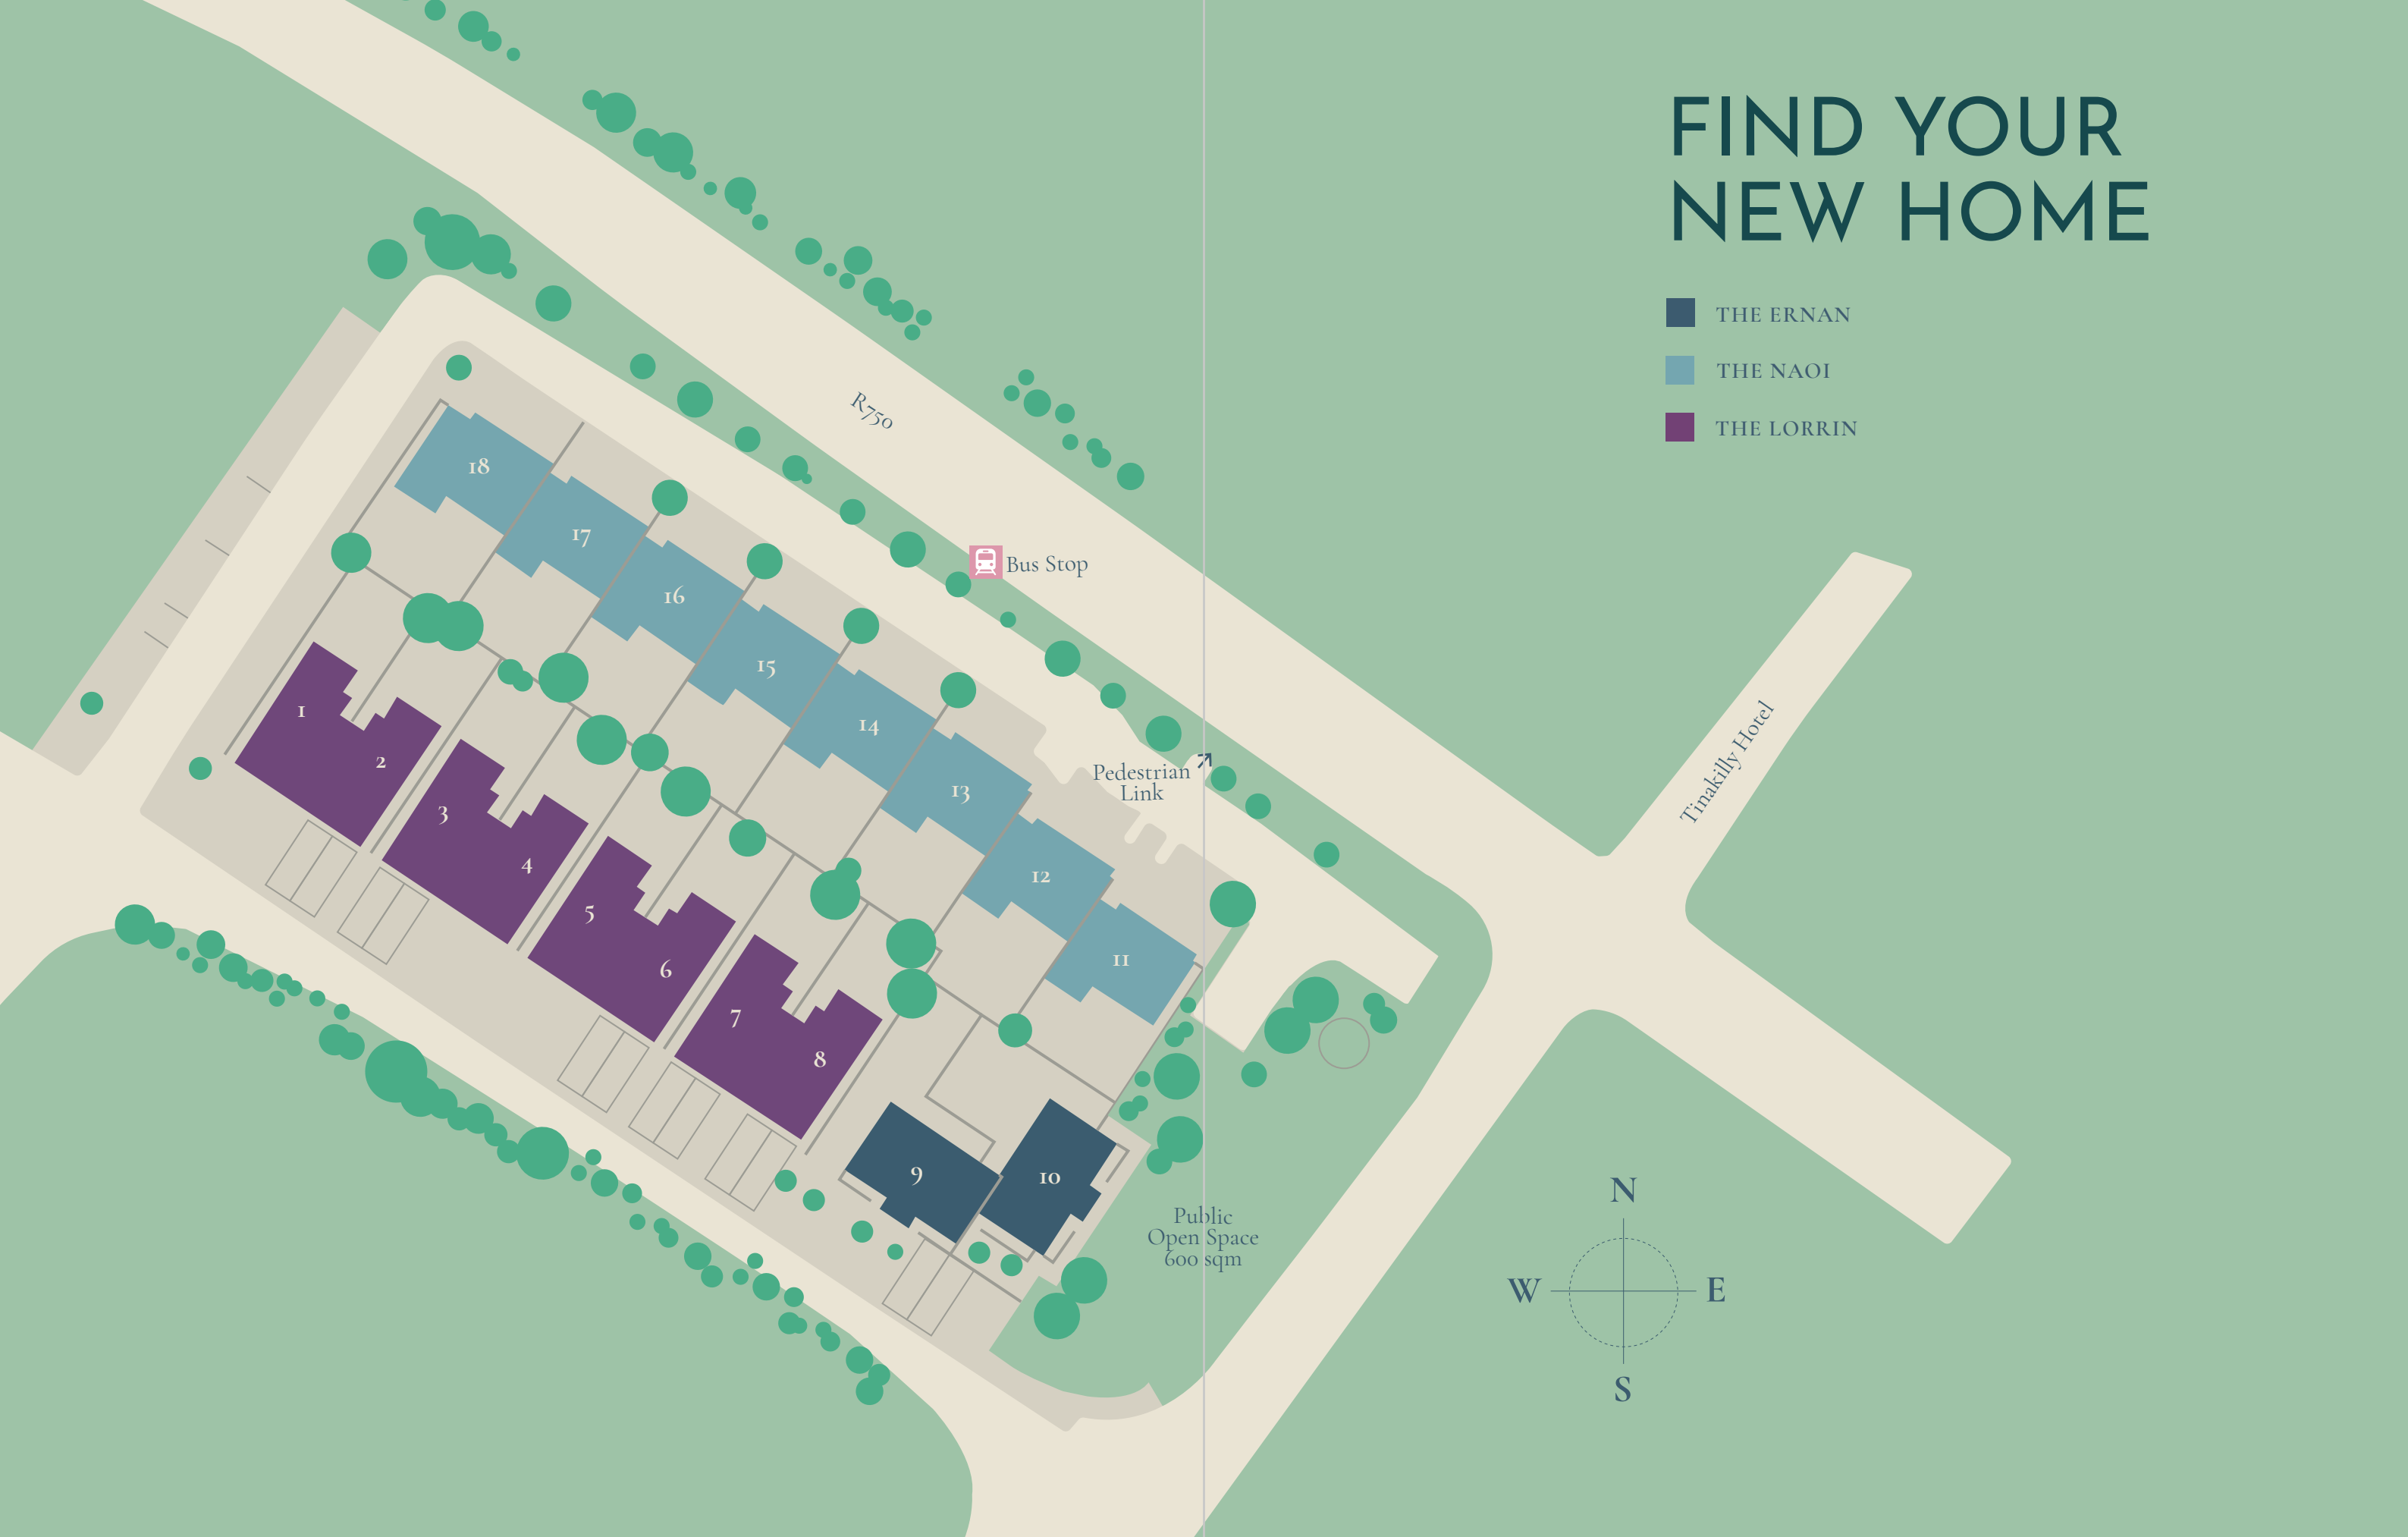 FIND YOUR
NEW HOME
THE ERNAN
THE NAOI
THE LORRIN
R750
Bus Stop
Pedestrian
Link
Tinakilly Hotel
18
17
16
15
14
13
12
11
1
2
3
4
5
6
7
8
9
10
Public
Open Space
600 sqm
N
W
E
S